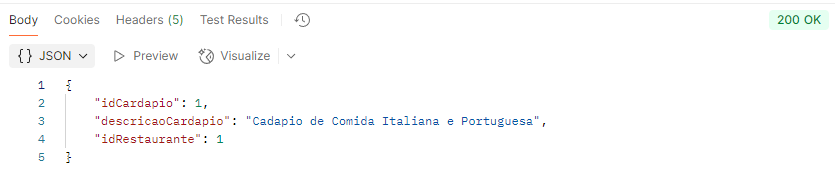 Body Cookies Headers (5) Test Results 200 OK
{} JSON Preview Visualize
1 {
2 "idCardapio": 1,
3 "descricaoCardapio": "Cadapio de Comida Italiana e Portuguesa",
4 "idRestaurante": 1
5 }